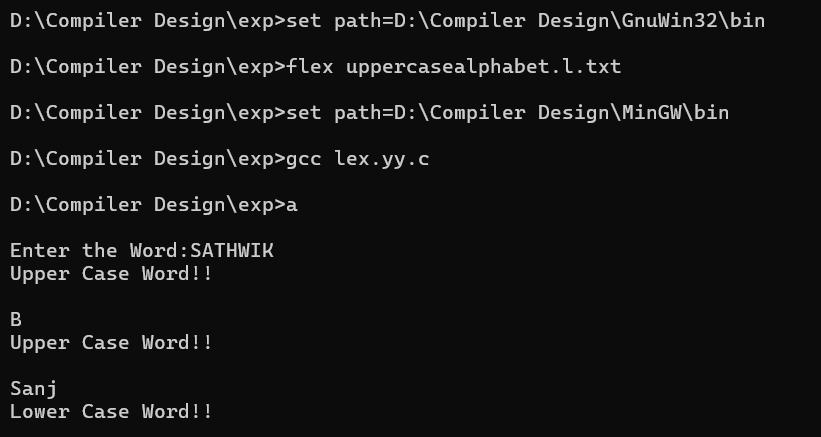 D:\Compiler Design\exp>set path=D:\Compiler Design\GnuWin32\bin
D:\Compiler Design\exp>flex uppercasealphabet.l.txt
D:\Compiler Design\exp>set path=D:\Compiler Design\MinGW\bin
D:\Compiler Design\exp>gcc lex.yy.c
D:\Compiler Design\exp>a
Enter the Word:SATHWIK
Upper Case Word!!
B
Upper Case Word!!
Sanj
Lower Case Word!!